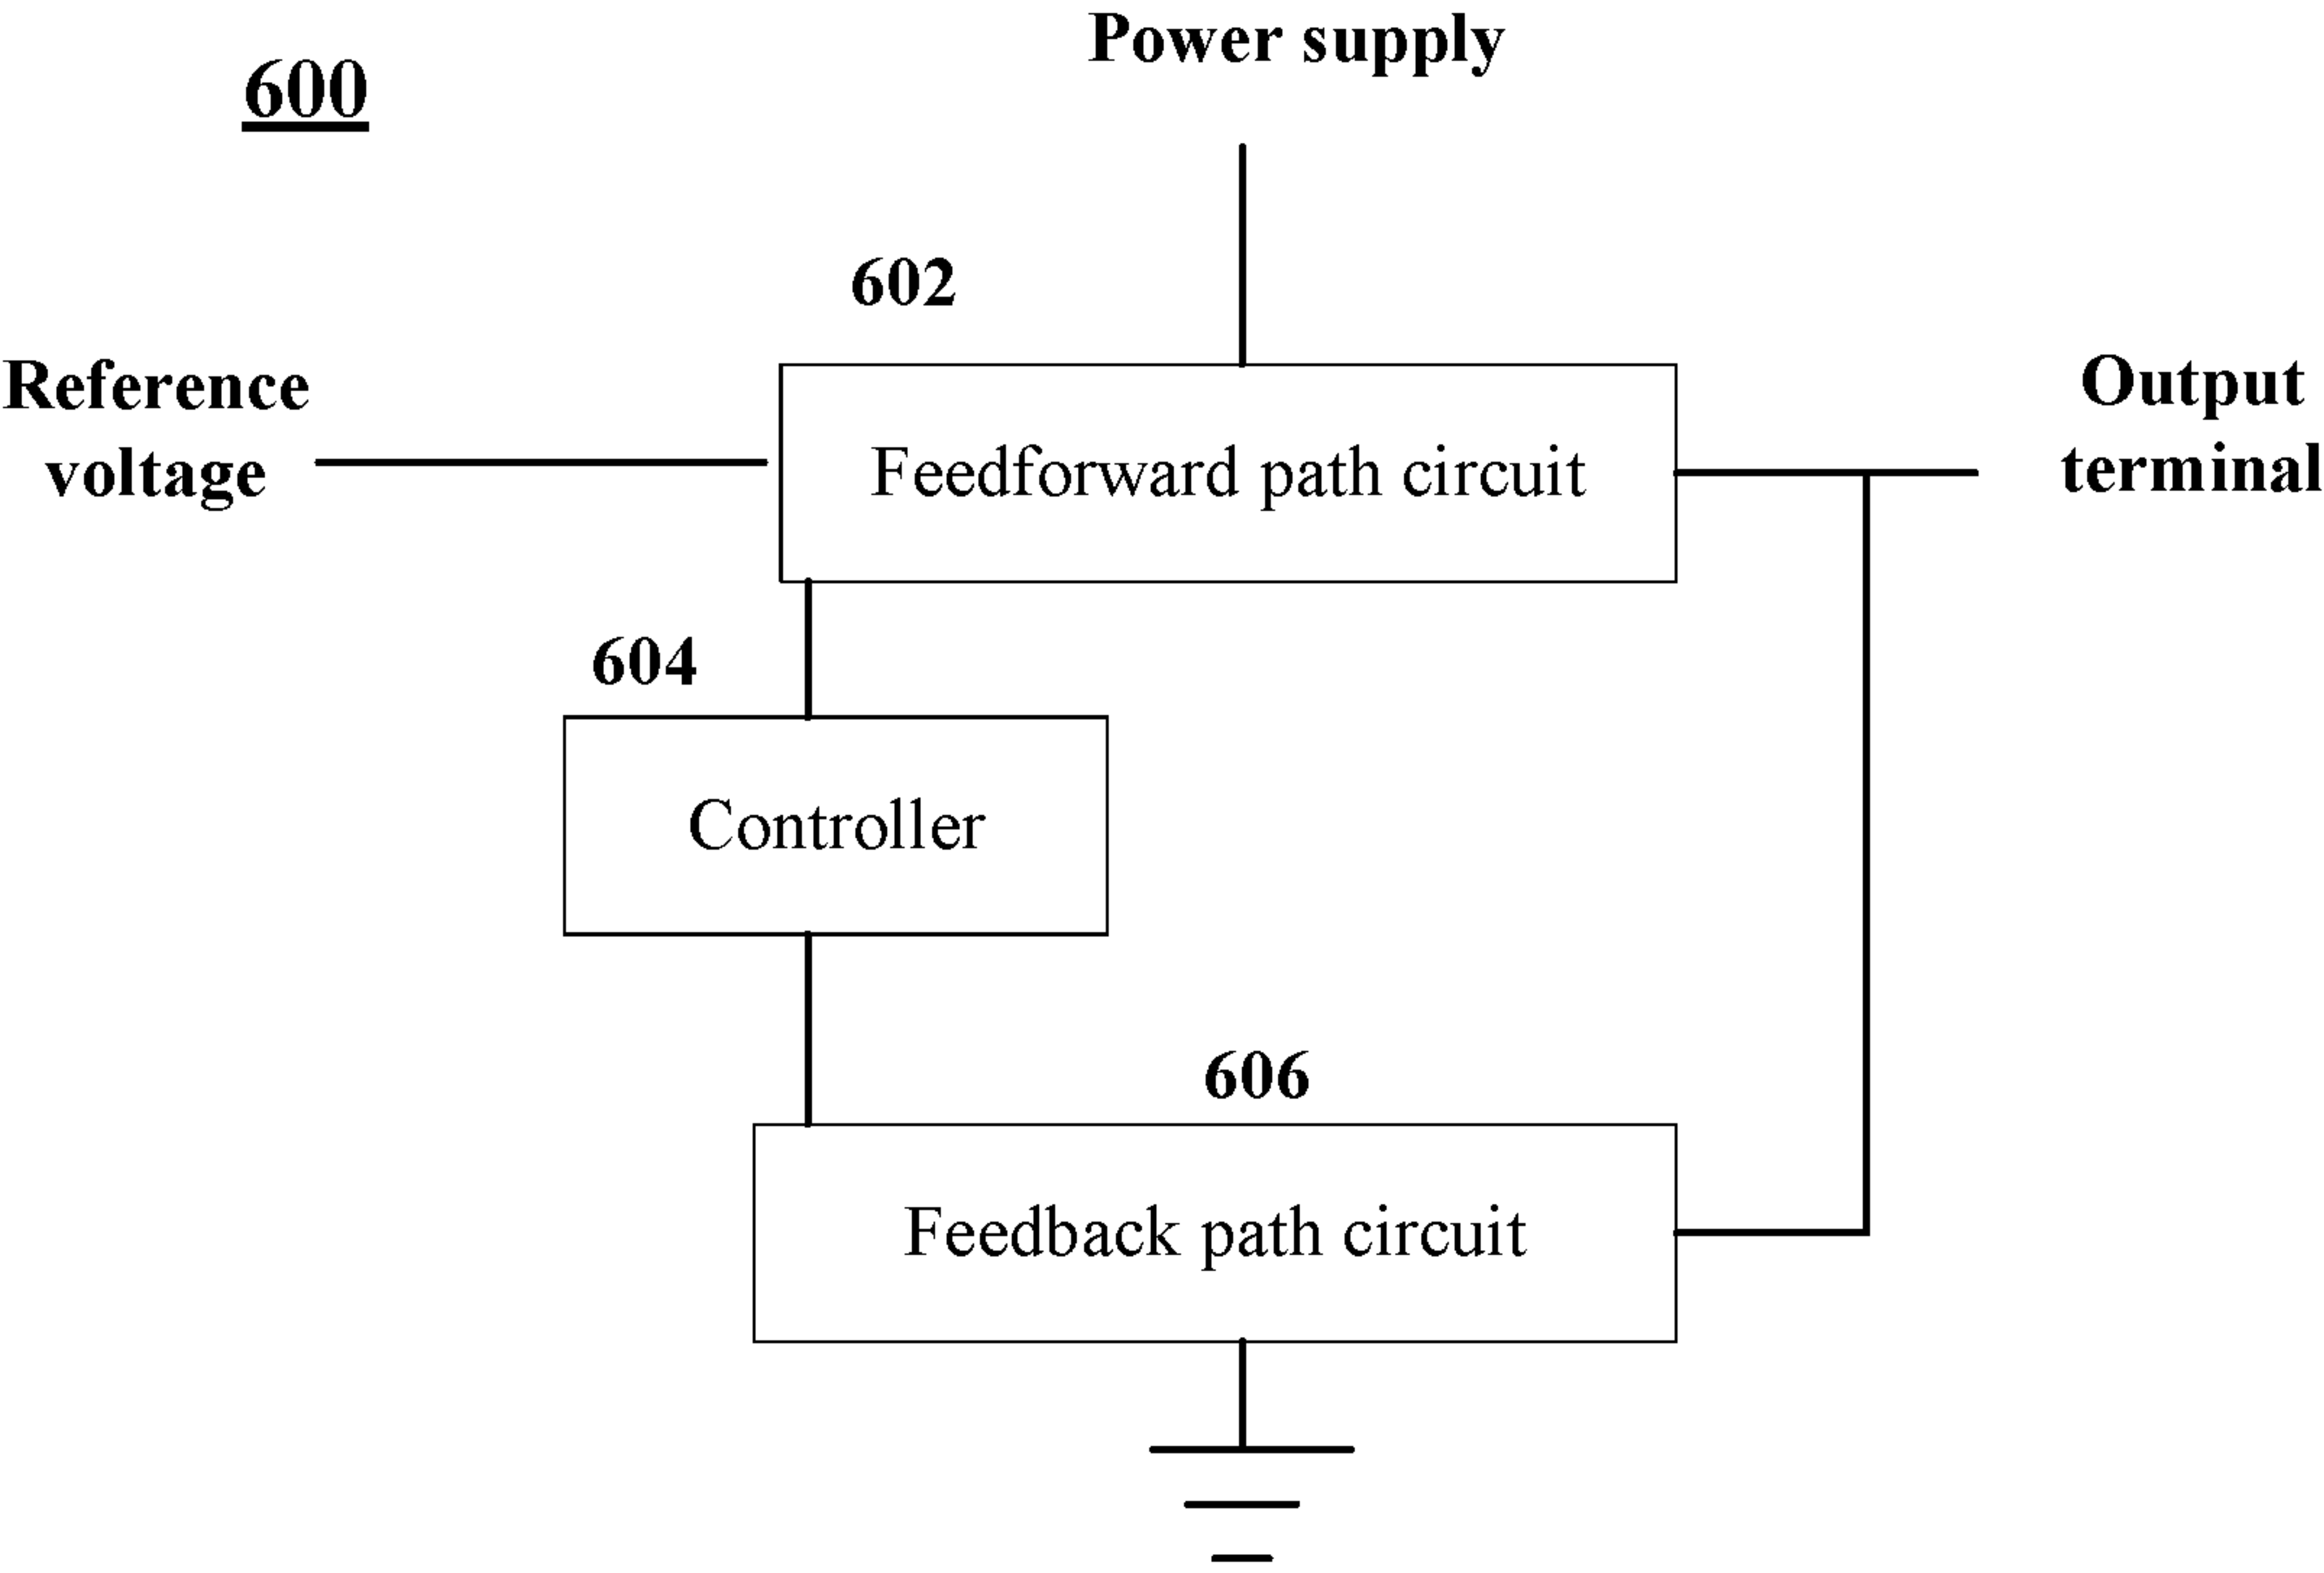 Power supply
600
602
Reference
voltage
Output
terminal
Feedforward path circuit
604
Controller
606
Feedback path circuit